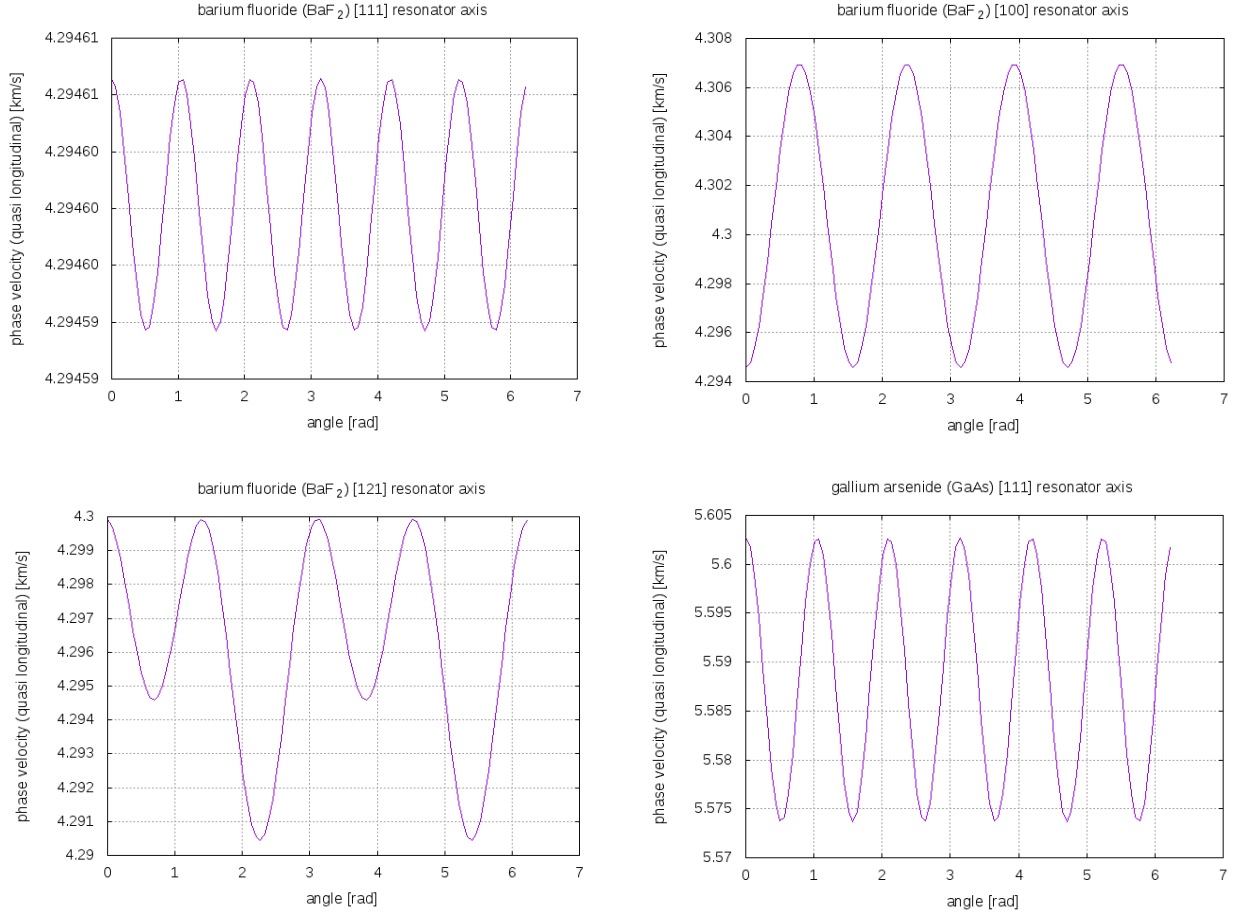 barium fluoride (BaF2) [111] resonator axis
phase velocity (quasi longitudinal) [km/s]
4.29461
4.29461
4.29460
4.29460
4.29460
4.29459
4.29459
0 1 2 3 4 5 6 7
angle [rad]
barium fluoride (BaF2) [100] resonator axis
phase velocity (quasi longitudinal) [km/s]
4.308
4.306
4.304
4.302
4.3
4.298
4.296
4.294
0 1 2 3 4 5 6 7
angle [rad]
barium fluoride (BaF2) [121] resonator axis
phase velocity (quasi longitudinal) [km/s]
4.3
4.299
4.298
4.297
4.296
4.295
4.294
4.293
4.292
4.291
4.29
0 1 2 3 4 5 6 7
angle [rad]
gallium arsenide (GaAs) [111] resonator axis
phase velocity (quasi longitudinal) [km/s]
5.605
5.6
5.595
5.59
5.585
5.58
5.575
5.57
0 1 2 3 4 5 6 7
angle [rad]